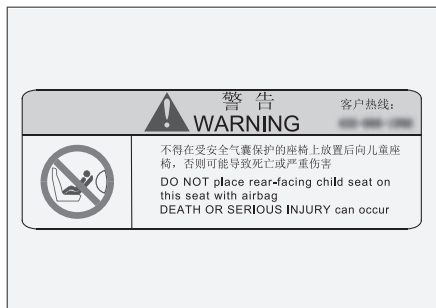 警告
WARNING
客户热线:
不得在受安全气囊保护的座椅上放置后向儿童座
椅，否则可能导致死亡或严重伤害
DO NOT place rear-facing child seat on
this seat with airbag
DEATH OR SERIOUS INJURY can occur